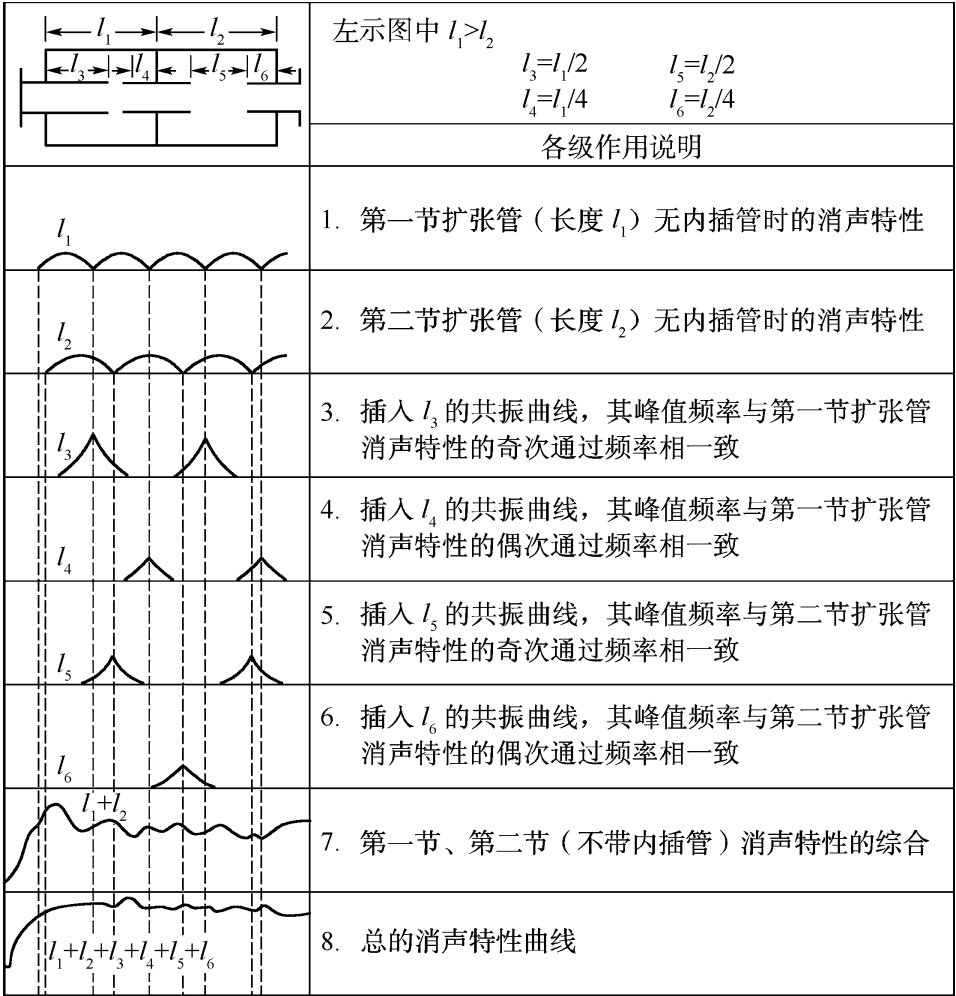 l₁ l₂
l₃ l₄ l₅ l₆
左示图中 l₁>l₂
l₃=l₁/2 l₅=l₂/2
l₄=l₁/4 l₆=l₂/4
各级作用说明
l₁
1. 第一节扩张管（长度 l₁）无内插管时的消声特性
l₂
2. 第二节扩张管（长度 l₂）无内插管时的消声特性
l₃
3. 插入 l₃ 的共振曲线，其峰值频率与第一节扩张管
消声特性的奇次通过频率相一致
l₄
4. 插入 l₄ 的共振曲线，其峰值频率与第一节扩张管
消声特性的偶次通过频率相一致
l₅
5. 插入 l₅ 的共振曲线，其峰值频率与第二节扩张管
消声特性的奇次通过频率相一致
l₆
6. 插入 l₆ 的共振曲线，其峰值频率与第二节扩张管
消声特性的偶次通过频率相一致
l₁+l₂
7. 第一节、第二节（不带内插管）消声特性的综合
l₁+l₂+l₃+l₄+l₅+l₆
8. 总的消声特性曲线